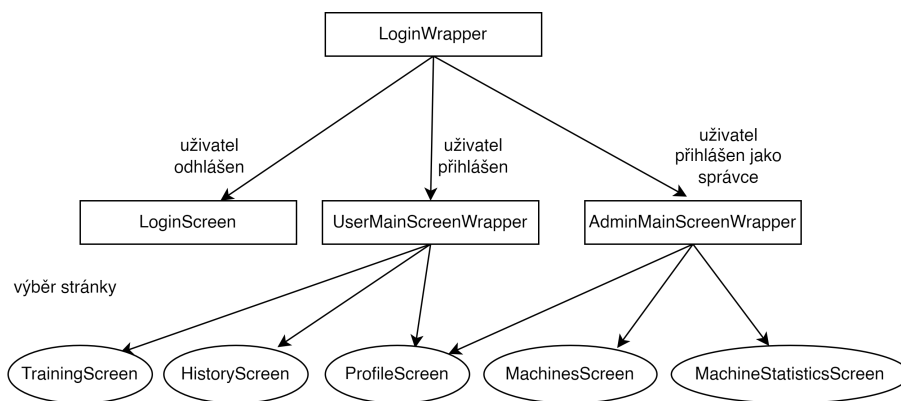 LoginWrapper
uživatel
odhlášen
uživatel
přihlášen
uživatel
přihlášen jako
správce
LoginScreen
UserMainScreenWrapper
AdminMainScreenWrapper
výběr stránky
TrainingScreen
HistoryScreen
ProfileScreen
MachinesScreen
MachineStatisticsScreen